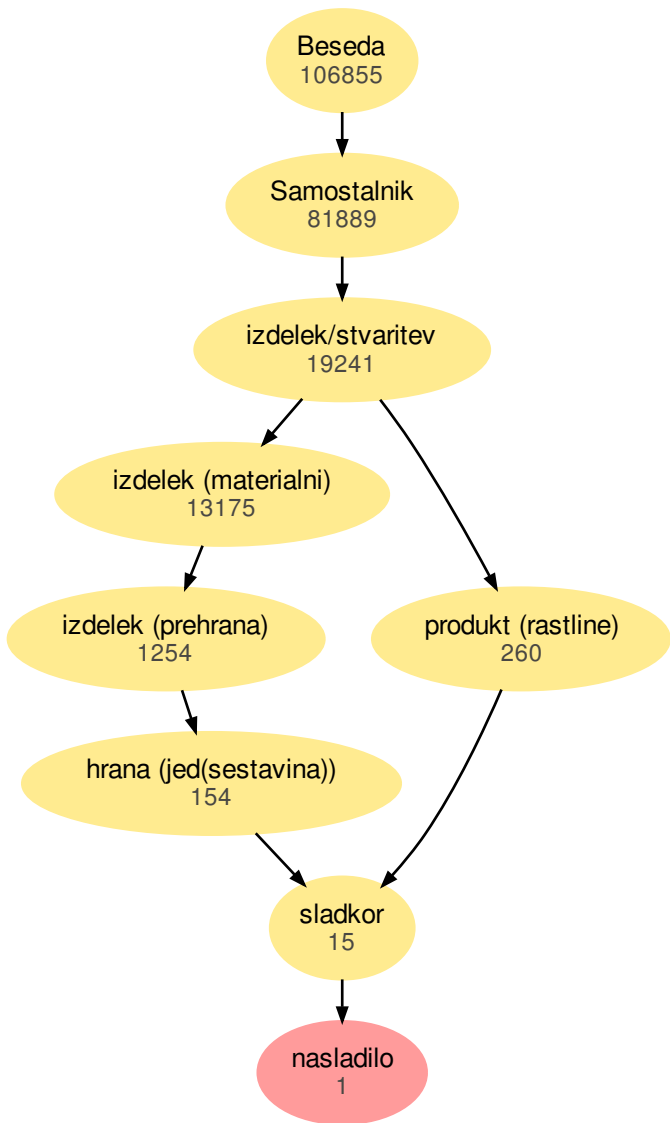 Beseda
106855
Samostalnik
81889
izdelek/stvaritev
19241
izdelek (materialni)
13175
izdelek (prehrana)
1254
produkt (rastline)
260
hrana (jed(sestavina))
154
sladkor
15
nasladilo
1